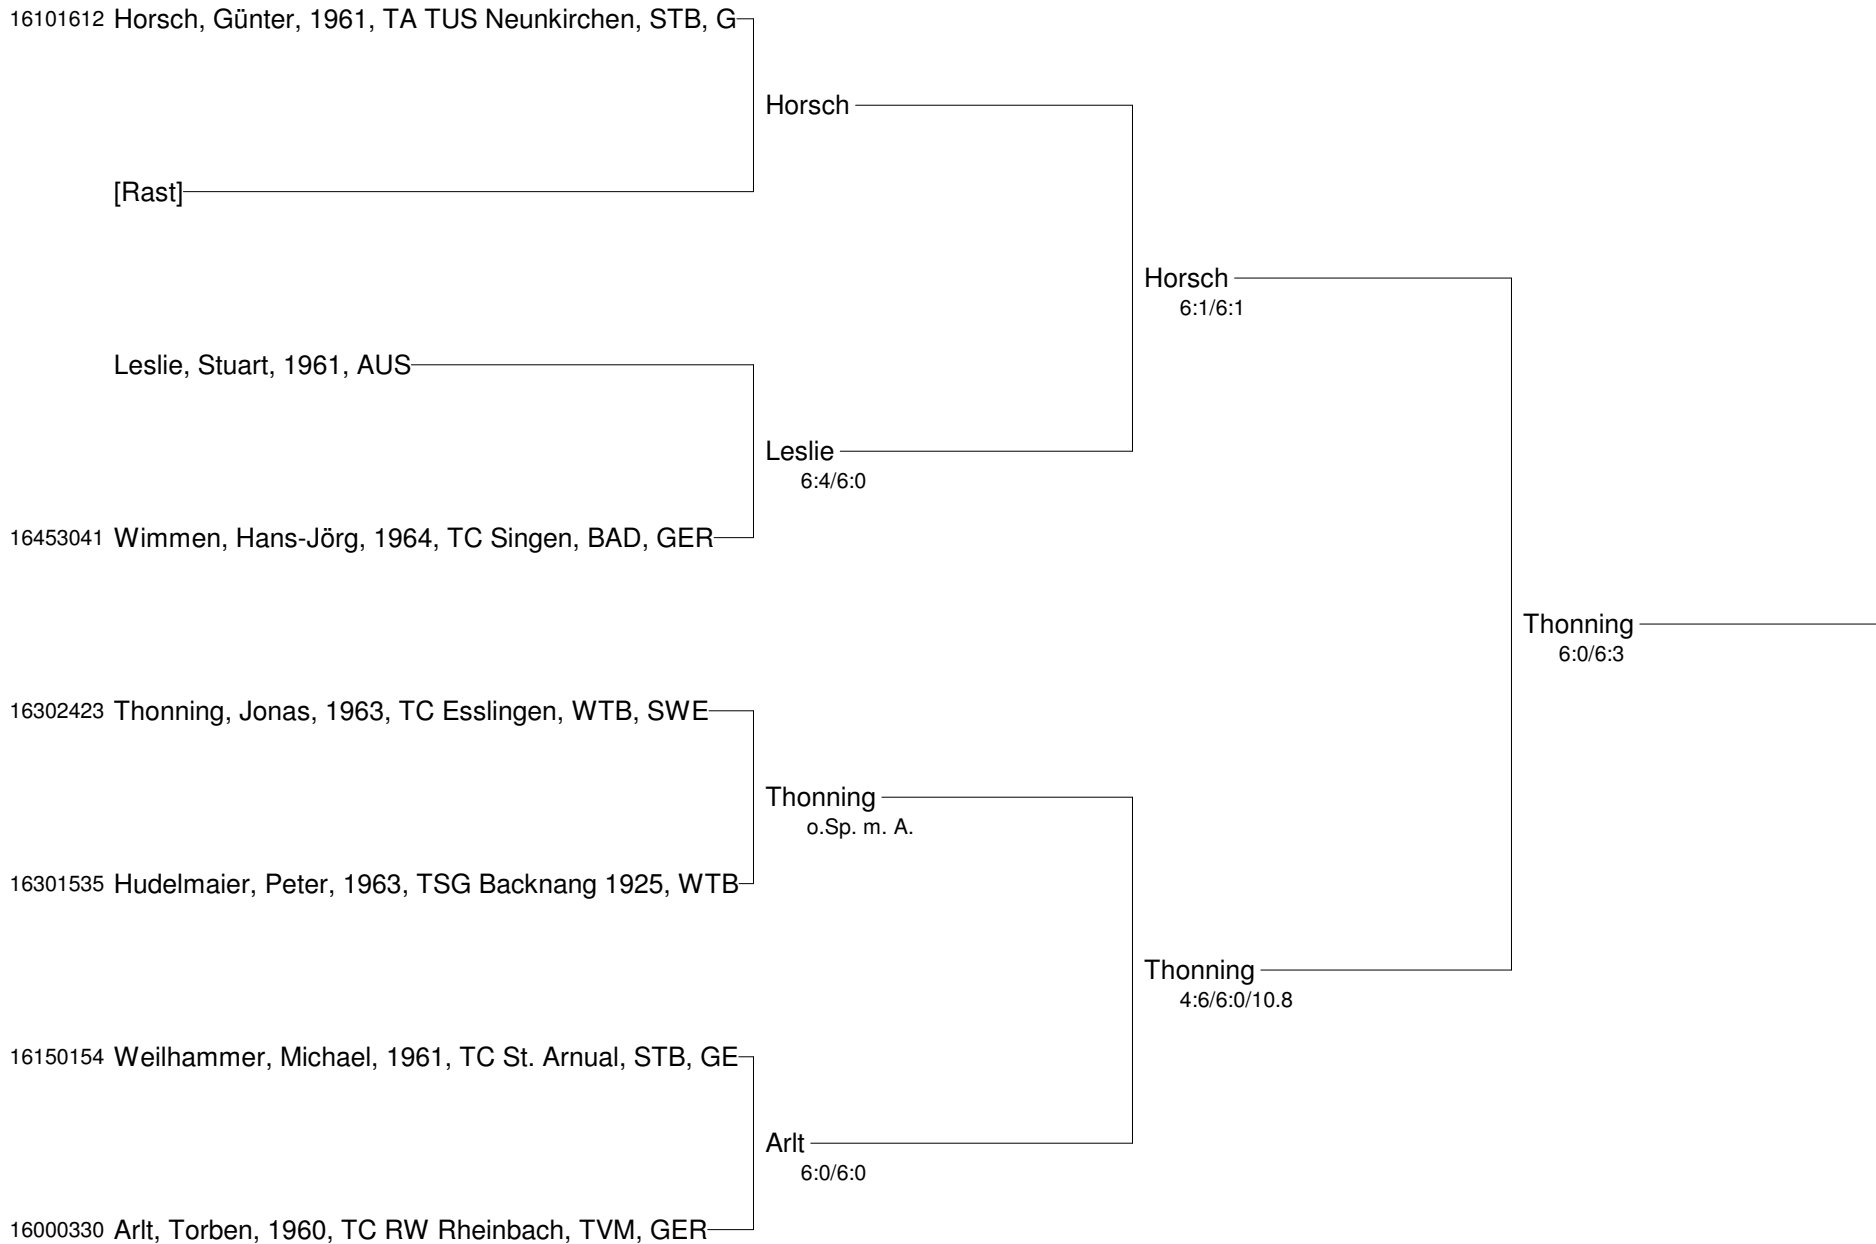 16101612 Horsch, Günter, 1961, TA TUS Neunkirchen, STB, G
Horsch
[Rast]
Horsch
6:1/6:1
Leslie, Stuart, 1961, AUS
Leslie
6:4/6:0
16453041 Wimmen, Hans-Jörg, 1964, TC Singen, BAD, GER
Thonning
6:0/6:3
16302423 Thonning, Jonas, 1963, TC Esslingen, WTB, SWE
Thonning
o.Sp. m. A.
16301535 Hudelmaier, Peter, 1963, TSG Backnang 1925, WTB
Thonning
4:6/6:0/10.8
16150154 Weilhammer, Michael, 1961, TC St. Arnual, STB, GE
Arlt
6:0/6:0
16000330 Arlt, Torben, 1960, TC RW Rheinbach, TVM, GER